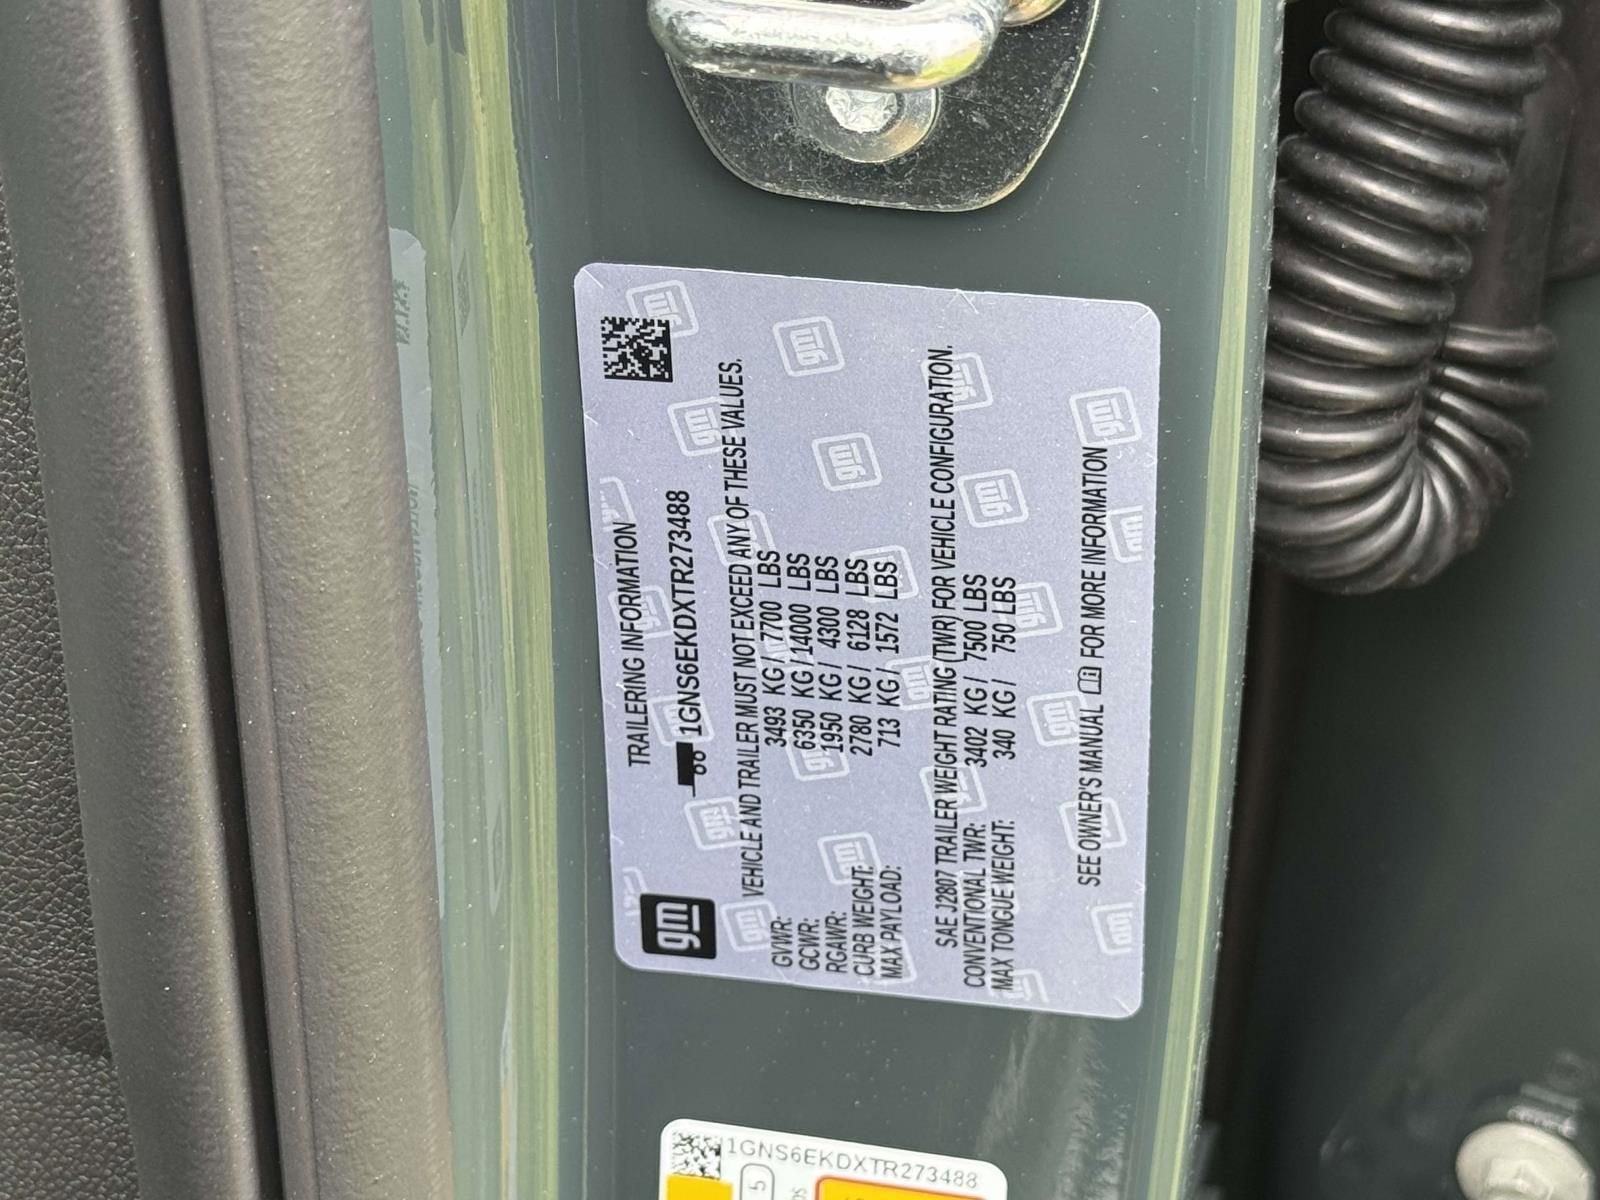 gm
TRAILERING INFORMATION
1GNS6EKDXTR273488
VEHICLE AND TRAILER MUST NOT EXCEED ANY OF THESE VALUES.
GVWR: 3493 KG / 7700 LBS
GCWR: 6350 KG / 14000 LBS
RGAWR: 1950 KG / 4300 LBS
CURB WEIGHT: 2780 KG / 6128 LBS
MAX PAYLOAD: 713 KG / 1572 LBS
SAE J2807 TRAILER WEIGHT RATING (TWR) FOR VEHICLE CONFIGURATION.
CONVENTIONAL TWR: 3402 KG / 7500 LBS
MAX TONGUE WEIGHT: 340 KG / 750 LBS
SEE OWNER'S MANUAL FOR MORE INFORMATION
1GNS6EKDXTR273488
5